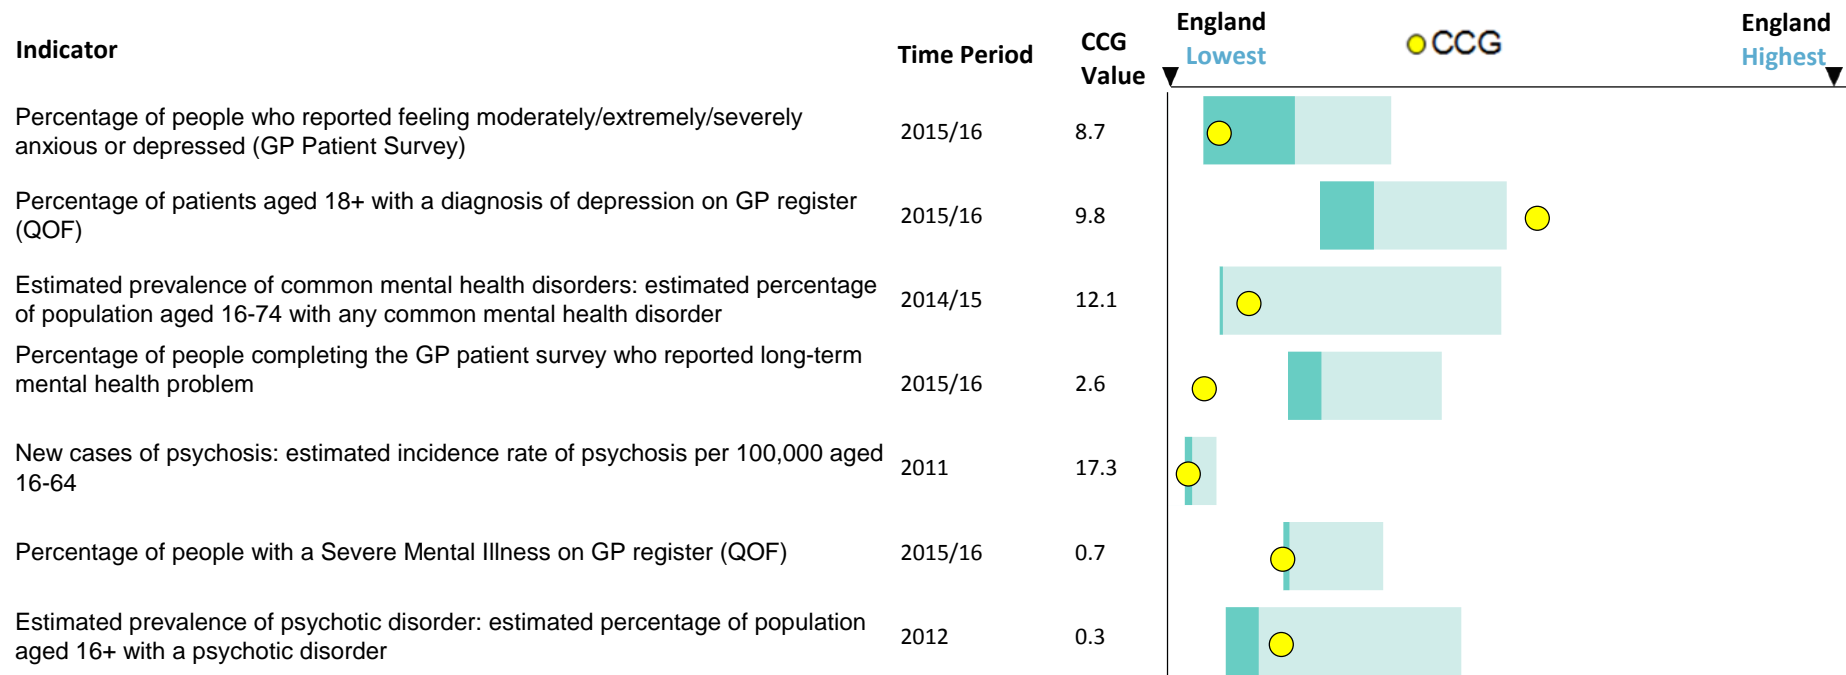 Indicator
Time Period
CCG
Value
England
Lowest
CCG
England
Highest
Percentage of people who reported feeling moderately/extremely/severely
anxious or depressed (GP Patient Survey)
2015/16
8.7
Percentage of patients aged 18+ with a diagnosis of depression on GP register
(QOF)
2015/16
9.8
Estimated prevalence of common mental health disorders: estimated percentage
of population aged 16-74 with any common mental health disorder
2014/15
12.1
Percentage of people completing the GP patient survey who reported long-term
mental health problem
2015/16
2.6
New cases of psychosis: estimated incidence rate of psychosis per 100,000 aged
16-64
2011
17.3
Percentage of people with a Severe Mental Illness on GP register (QOF)
2015/16
0.7
Estimated prevalence of psychotic disorder: estimated percentage of population
aged 16+ with a psychotic disorder
2012
0.3